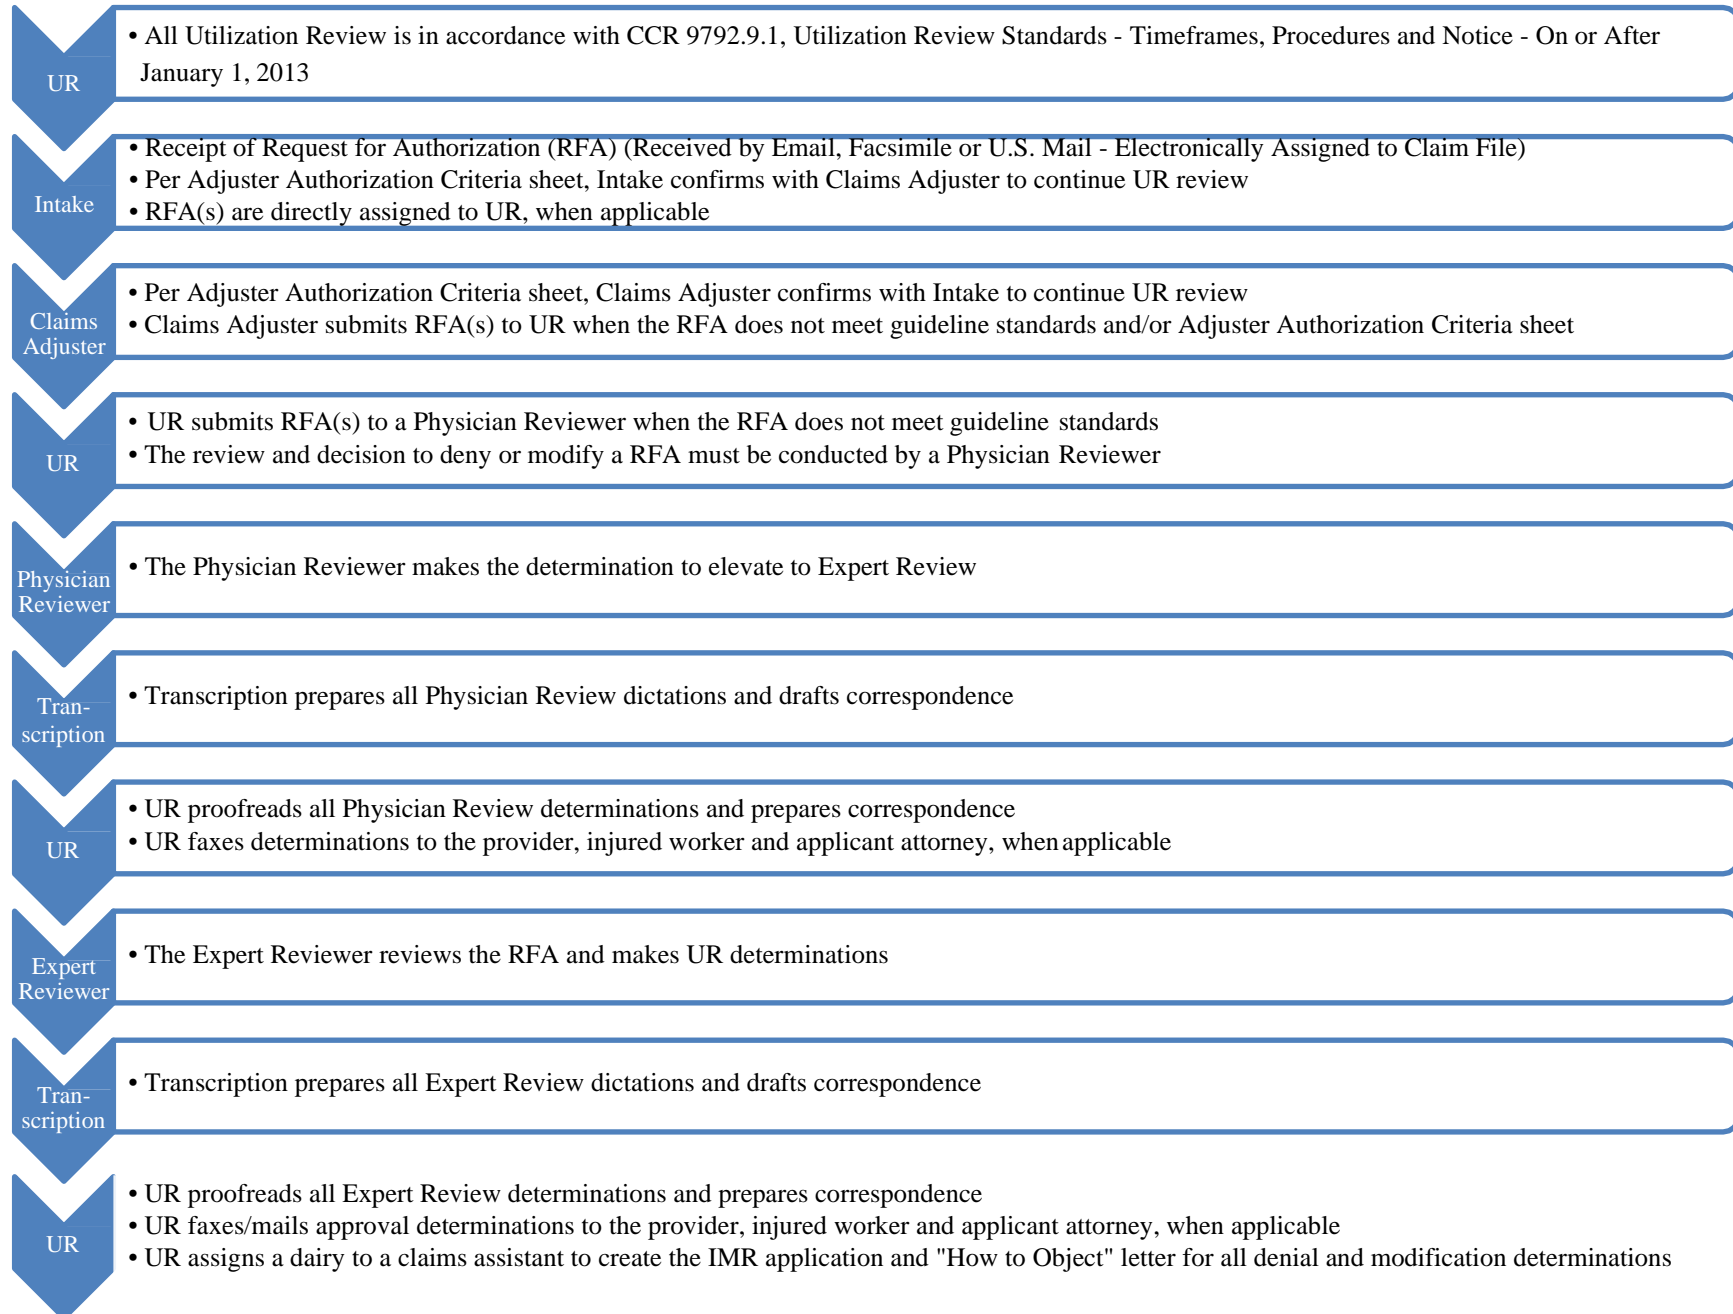 UR
• All Utilization Review is in accordance with CCR 9792.9.1, Utilization Review Standards - Timeframes, Procedures and Notice - On or After
January 1, 2013
Intake
• Receipt of Request for Authorization (RFA) (Received by Email, Facsimile or U.S. Mail - Electronically Assigned to Claim File)
• Per Adjuster Authorization Criteria sheet, Intake confirms with Claims Adjuster to continue UR review
• RFA(s) are directly assigned to UR, when applicable
Claims
Adjuster
• Per Adjuster Authorization Criteria sheet, Claims Adjuster confirms with Intake to continue UR review
• Claims Adjuster submits RFA(s) to UR when the RFA does not meet guideline standards and/or Adjuster Authorization Criteria sheet
UR
• UR submits RFA(s) to a Physician Reviewer when the RFA does not meet guideline standards
• The review and decision to deny or modify a RFA must be conducted by a Physician Reviewer
Physician
Reviewer
• The Physician Reviewer makes the determination to elevate to Expert Review
Tran-
scription
• Transcription prepares all Physician Review dictations and drafts correspondence
UR
• UR proofreads all Physician Review determinations and prepares correspondence
• UR faxes determinations to the provider, injured worker and applicant attorney, when applicable
Expert
Reviewer
• The Expert Reviewer reviews the RFA and makes UR determinations
Tran-
scription
• Transcription prepares all Expert Review dictations and drafts correspondence
UR
• UR proofreads all Expert Review determinations and prepares correspondence
• UR faxes/mails approval determinations to the provider, injured worker and applicant attorney, when applicable
• UR assigns a dairy to a claims assistant to create the IMR application and "How to Object" letter for all denial and modification determinations